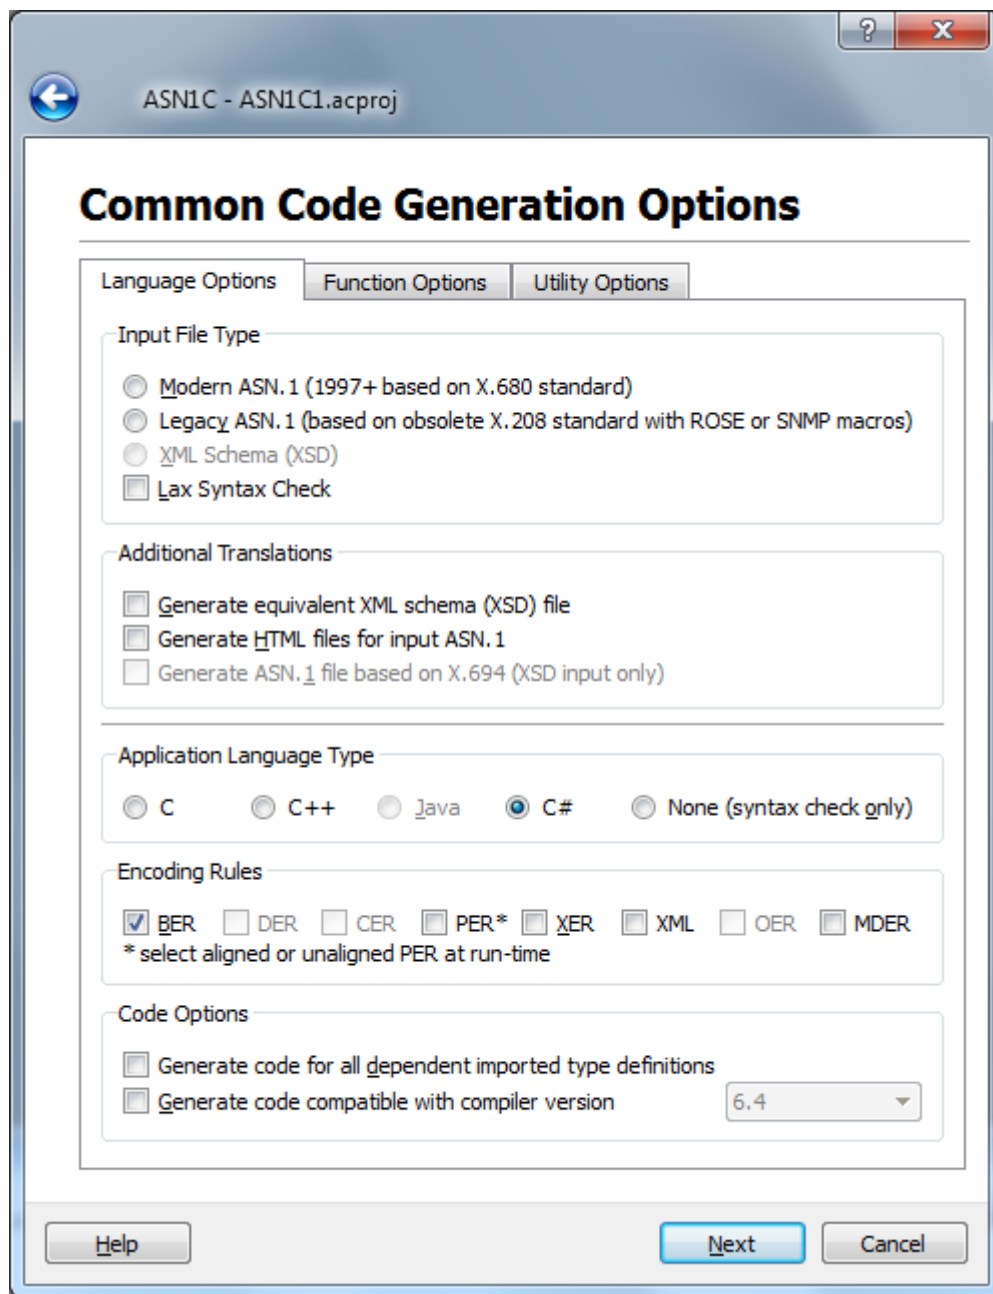 ?
x
ASN1C - ASN1C1.acproj
Common Code Generation Options
Language Options Function Options Utility Options
Input File Type
Modern ASN.1 (1997+ based on X.680 standard)
Legacy ASN.1 (based on obsolete X.208 standard with ROSE or SNMP macros)
XML Schema (XSD)
Lax Syntax Check
Additional Translations
Generate equivalent XML schema (XSD) file
Generate HTML files for input ASN.1
Generate ASN.1 file based on X.694 (XSD input only)
Application Language Type
C C++ Java C# None (syntax check only)
Encoding Rules
BER DER CER PER* XER XML OER MDER
* select aligned or unaligned PER at run-time
Code Options
Generate code for all dependent imported type definitions
Generate code compatible with compiler version 6.4
Help Next Cancel